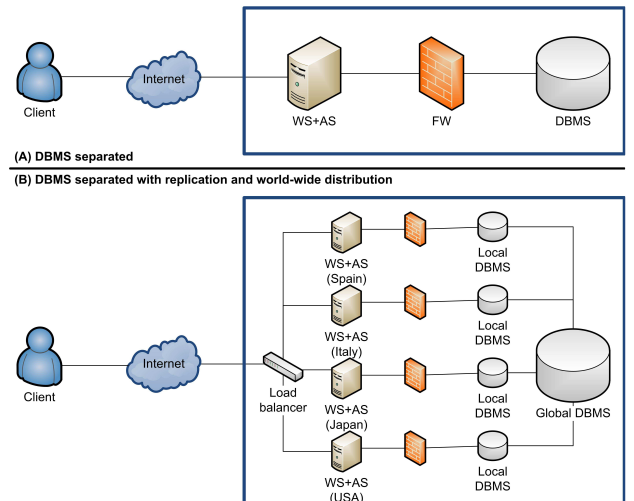 Internet
Client
WS+AS
FW
DBMS
(A) DBMS separated
(B) DBMS separated with replication and world-wide distribution
WS+AS
(Spain)
Local
DBMS
WS+AS
(Italy)
Local
DBMS
Internet
Client
Load
balancer
WS+AS
(Japan)
Local
DBMS
Global DBMS
WS+AS
(USA)
Local
DBMS